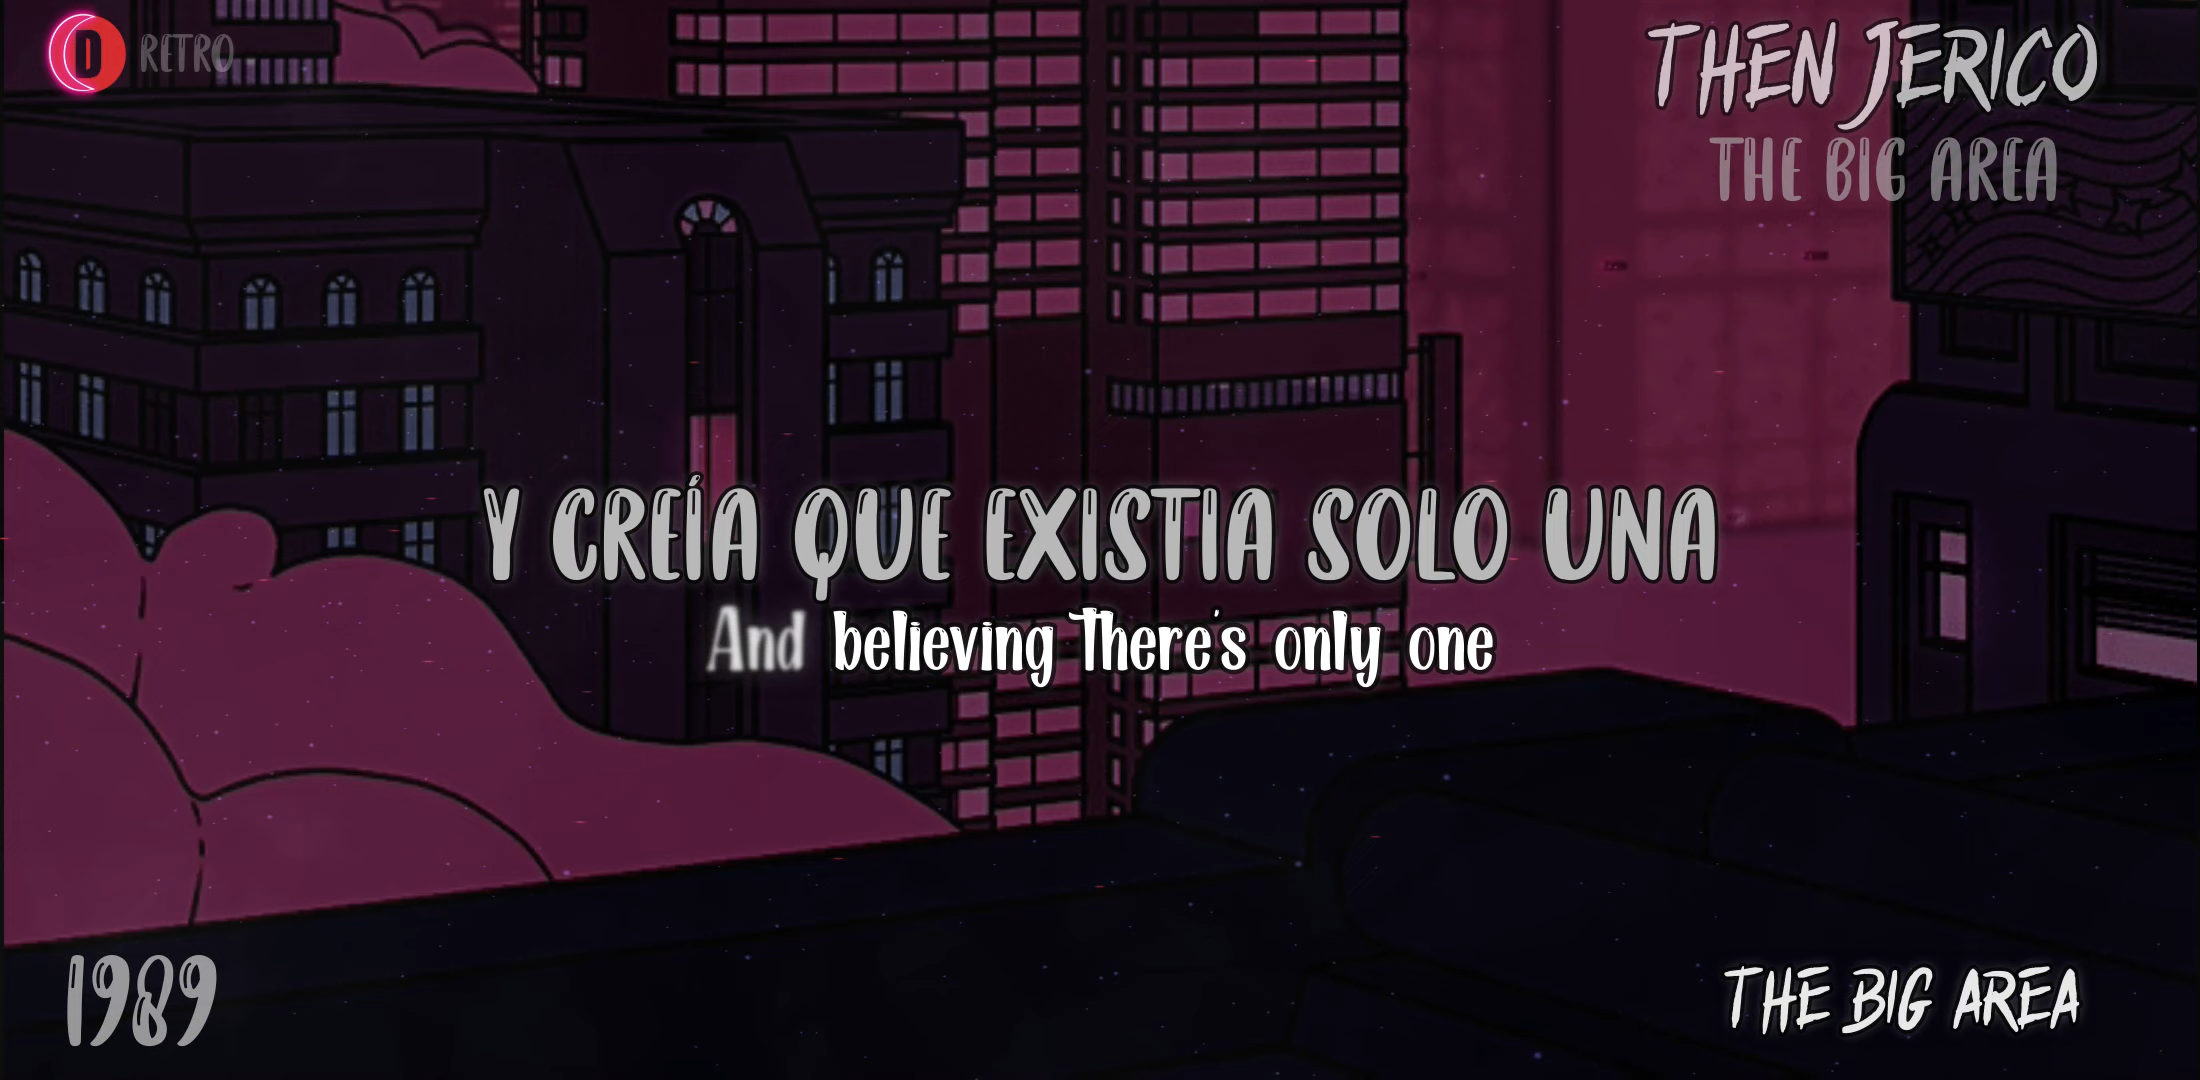 D RETRO
THEN JERICO
THE BIG AREA
Y CREÍA QUE EXISTIA SOLO UNA
And believing there's only one
1989
THE BIG AREA